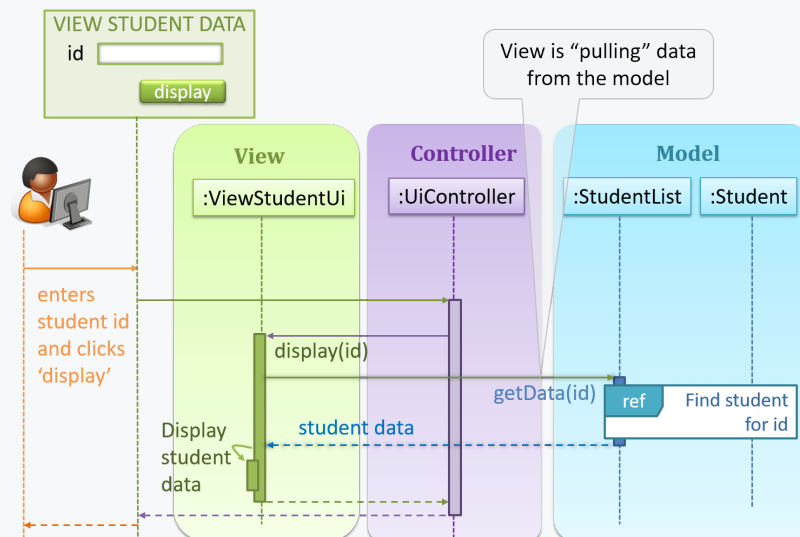 VIEW STUDENT DATA
id
display
View is “pulling” data
from the model
View
Controller
Model
:ViewStudentUi
:UiController
:StudentList
:Student
enters
student id
and clicks
‘display’
display(id)
getData(id)
ref
Find student
for id
student data
Display
student
data